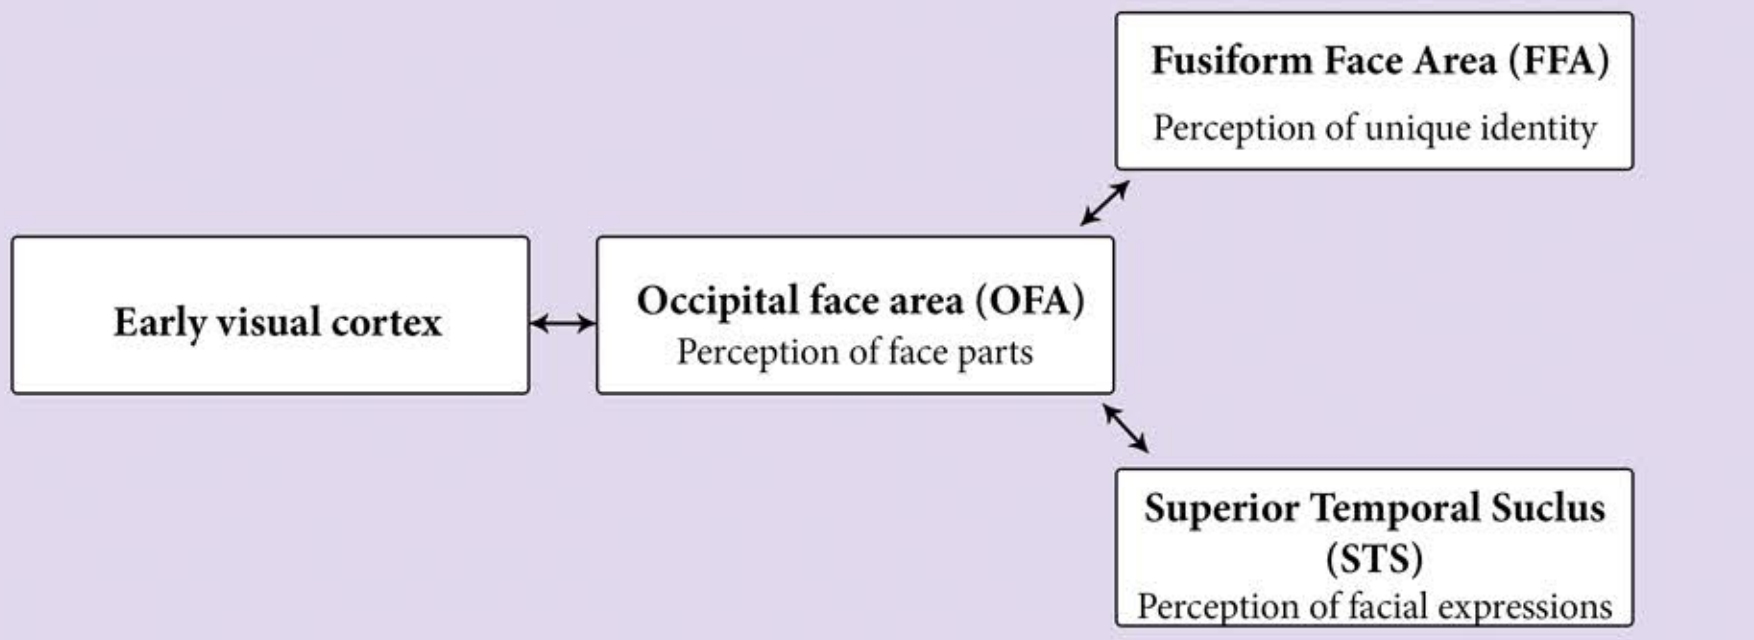 Fusiform Face Area (FFA)
Perception of unique identity
Early visual cortex
Occipital face area (OFA)
Perception of face parts
Superior Temporal Suclus
(STS)
Perception of facial expressions